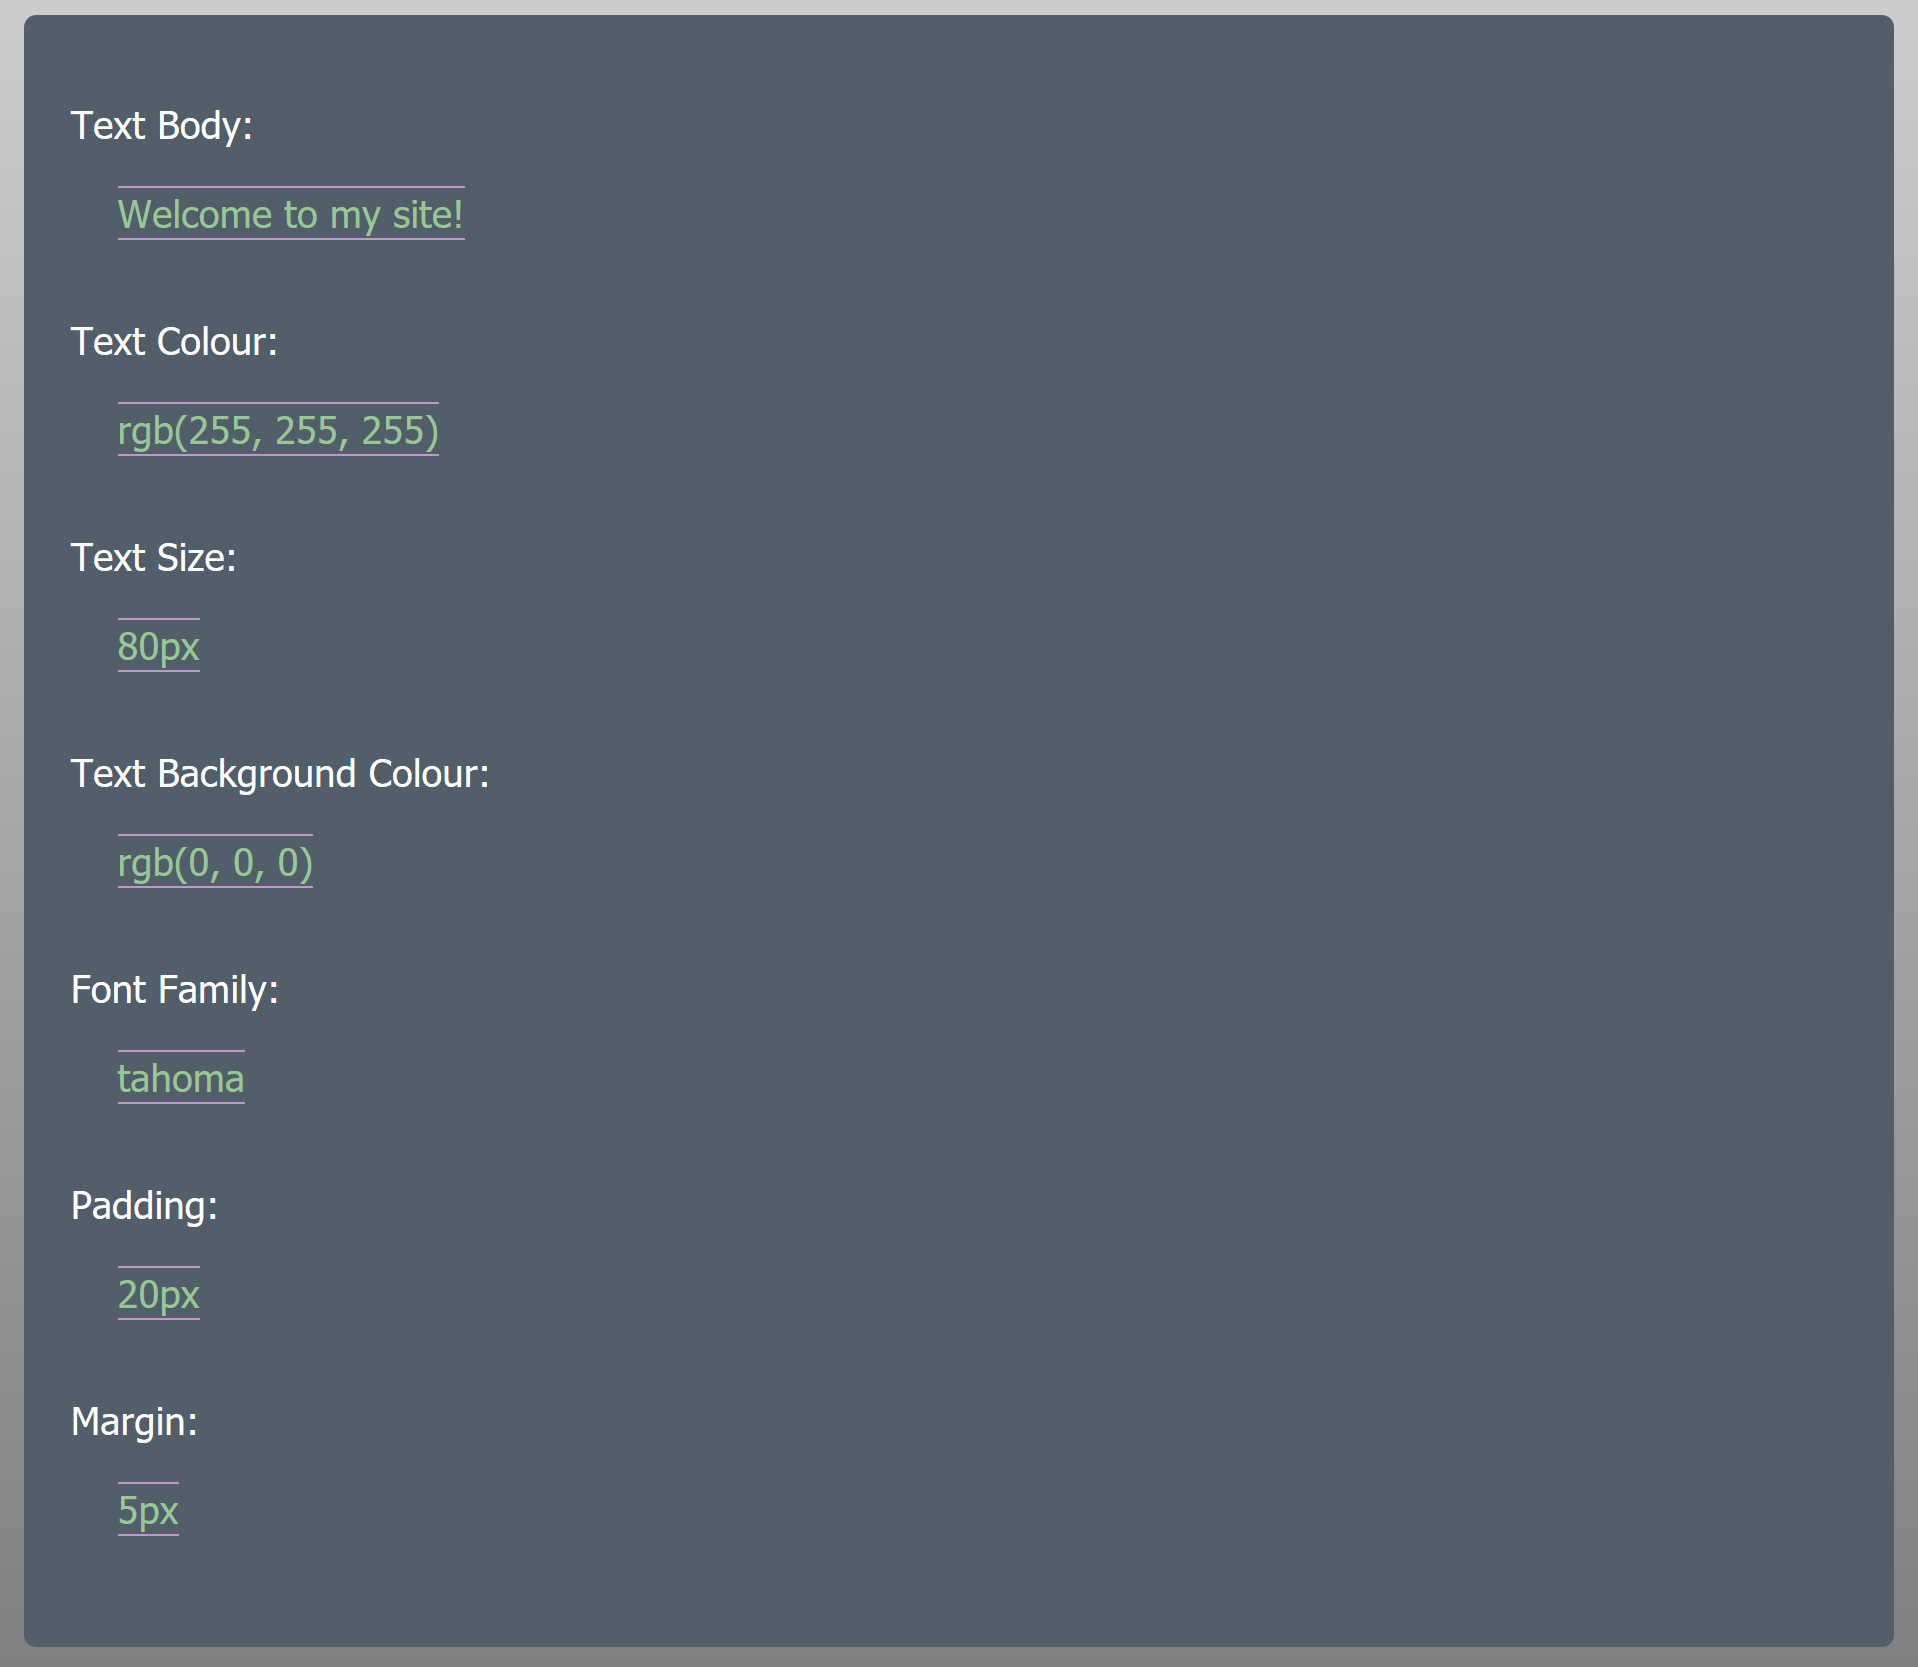 Text Body:
Welcome to my site!
Text Colour:
rgb(255, 255, 255)
Text Size:
80px
Text Background Colour:
rgb(0, 0, 0)
Font Family:
tahoma
Padding:
20px
Margin:
5px